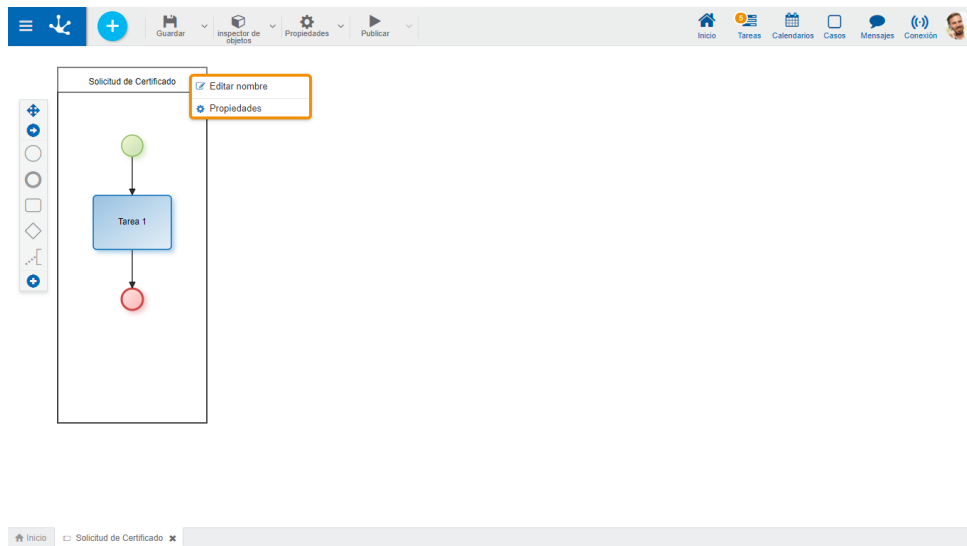 Guardar
inspector de
objetos
Propiedades
Publicar
Inicio
5
Tareas
Calendarios
Casos
Mensajes
Conexión
Solicitud de Certificado
Editar nombre
Propiedades
Tarea 1
Inicio
Solicitud de Certificado